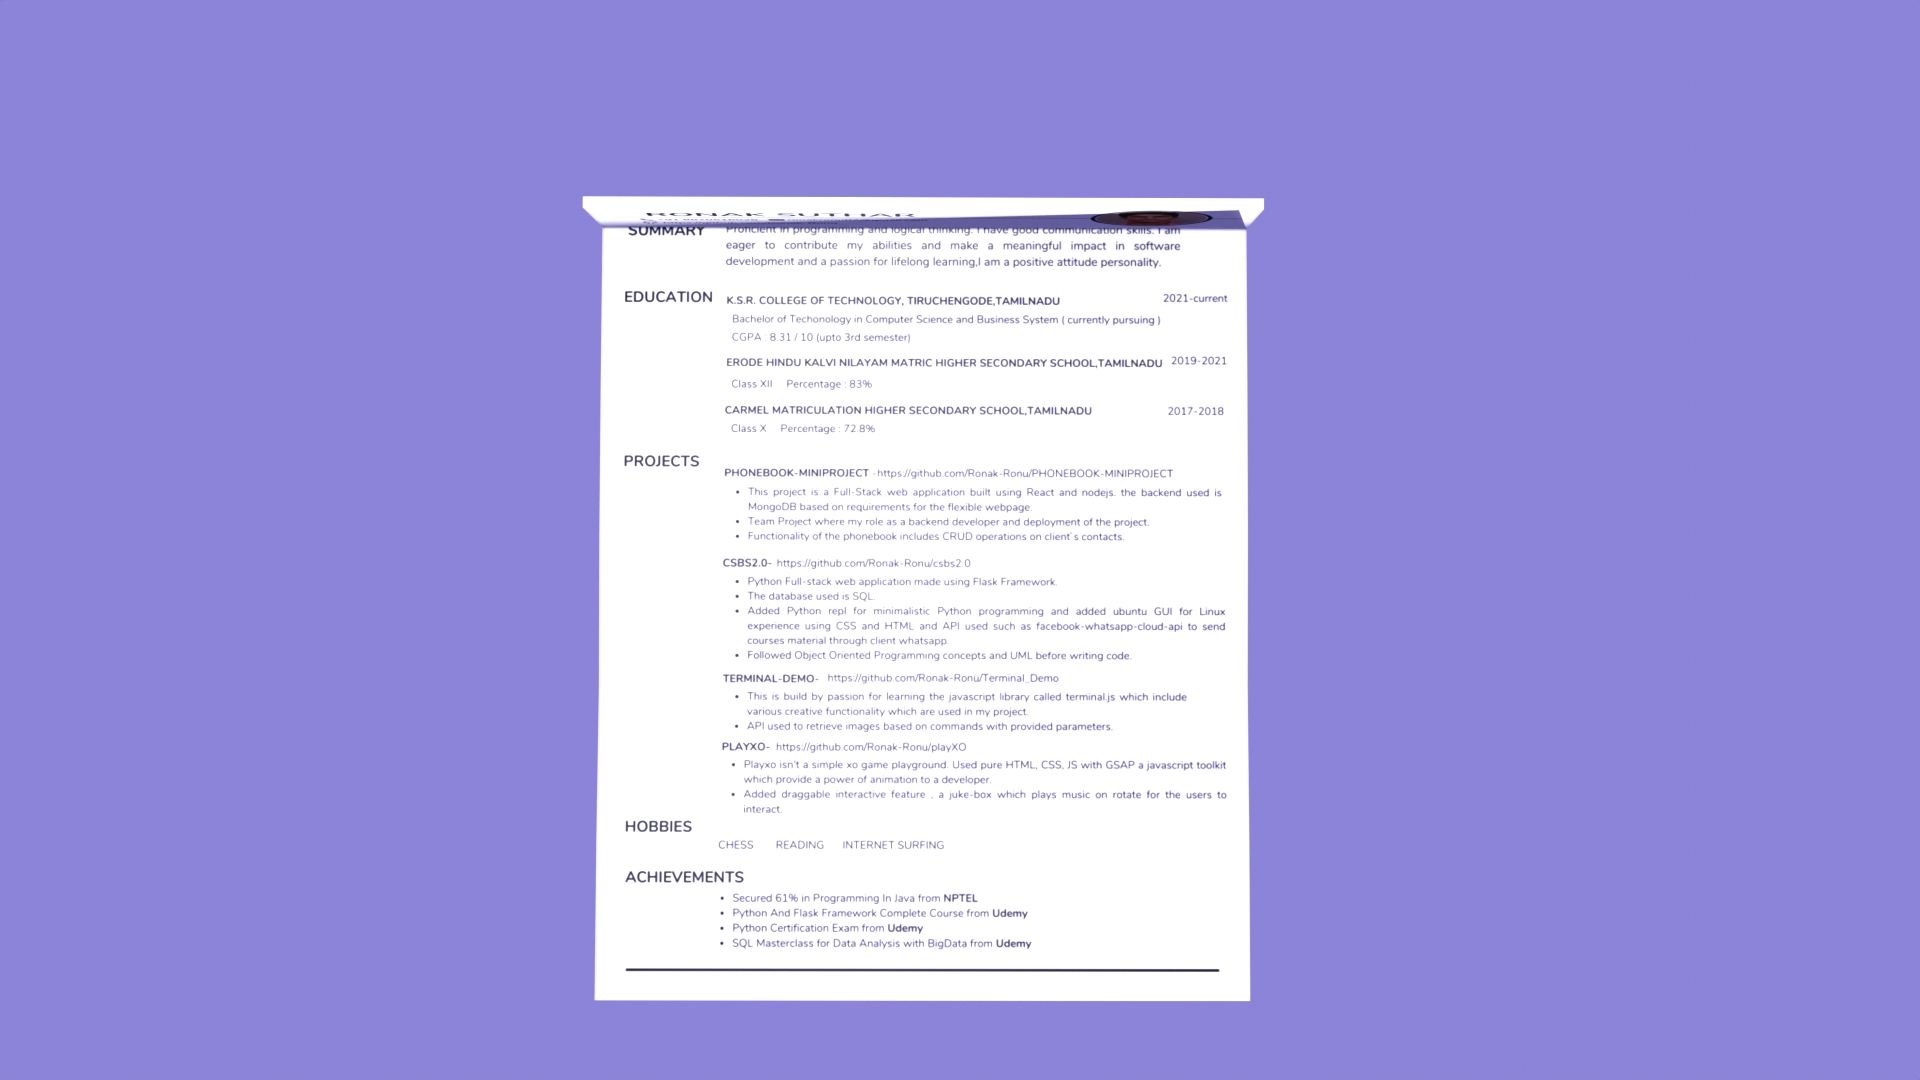 RONAK SUTHAR
SUMMARY
Proficient in programming and logical thinking. I have good communication skills. I am
eager to contribute my abilities and make a meaningful impact in software
development and a passion for lifelong learning,I am a positive attitude personality.
EDUCATION
K.S.R. COLLEGE OF TECHNOLOGY, TIRUCHENGODE,TAMILNADU 2021-current
Bachelor of Techonology in Computer Science and Business System ( currently pursuing )
CGPA : 8.31 / 10 (upto 3rd semester)
ERODE HINDU KALVI NILAYAM MATRIC HIGHER SECONDARY SCHOOL,TAMILNADU 2019-2021
Class XII Percentage : 83%
CARMEL MATRICULATION HIGHER SECONDARY SCHOOL,TAMILNADU 2017-2018
Class X Percentage : 72.8%
PROJECTS
PHONEBOOK-MINIPROJECT - https://github.com/Ronak-Ronu/PHONEBOOK-MINIPROJECT
• This project is a Full-Stack web application built using React and nodejs. the backend used is
MongoDB based on requirements for the flexible webpage.
• Team Project where my role as a backend developer and deployment of the project.
• Functionality of the phonebook includes CRUD operations on client's contacts.
CSBS2.0- https://github.com/Ronak-Ronu/csbs2.0
• Python Full-stack web application made using Flask Framework.
• The database used is SQL.
• Added Python repl for minimalistic Python programming and added ubuntu GUI for Linux
experience using CSS and HTML and API used such as facebook-whatsapp-cloud-api to send
courses material through client whatsapp.
• Followed Object Oriented Programming concepts and UML before writing code.
TERMINAL-DEMO- https://github.com/Ronak-Ronu/Terminal_Demo
• This is build by passion for learning the javascript library called terminal.js which include
various creative functionality which are used in my project.
• API used to retrieve images based on commands with provided parameters.
PLAYXO- https://github.com/Ronak-Ronu/playXO
• Playxo isn't a simple xo game playground. Used pure HTML, CSS, JS with GSAP a javascript toolkit
which provide a power of animation to a developer.
• Added draggable interactive feature , a juke-box which plays music on rotate for the users to
interact.
HOBBIES
CHESS READING INTERNET SURFING
ACHIEVEMENTS
• Secured 61% in Programming In Java from NPTEL
• Python And Flask Framework Complete Course from Udemy
• Python Certification Exam from Udemy
• SQL Masterclass for Data Analysis with BigData from Udemy